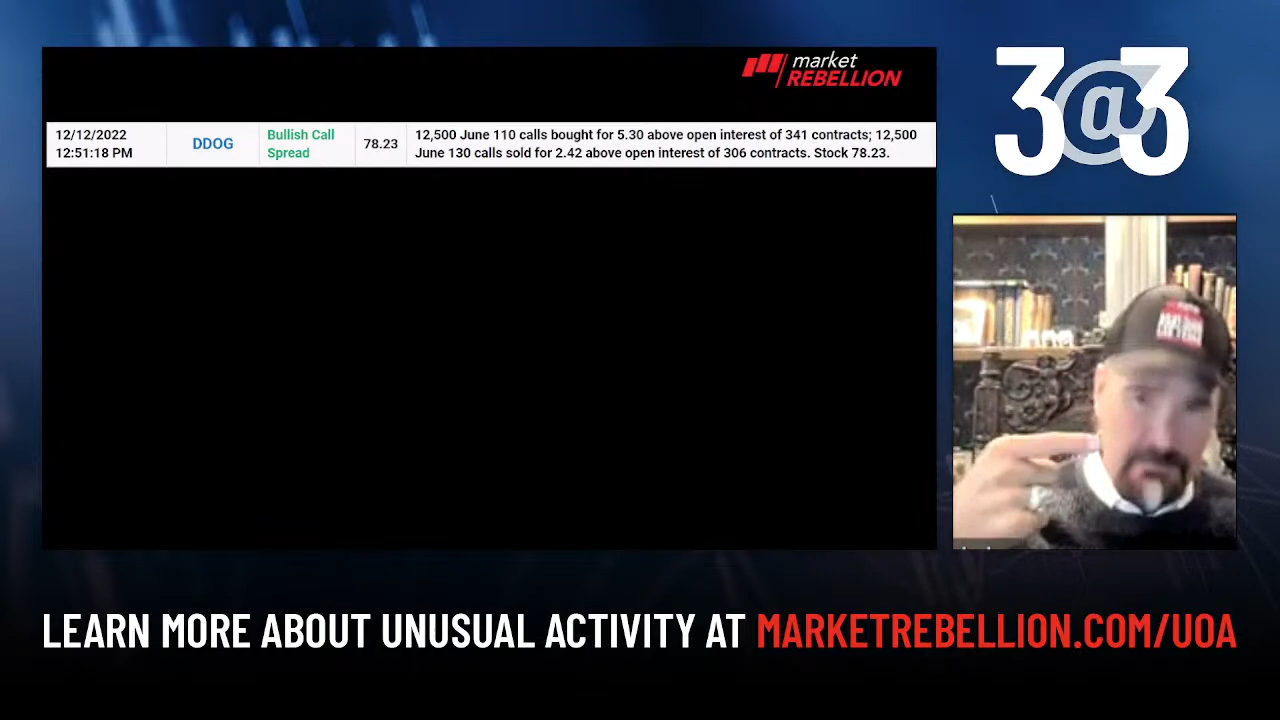 market
REBELLION
3@3
12/12/2022
12:51:18 PM
DDOG
Bullish Call
Spread
78.23
12,500 June 110 calls bought for 5.30 above open interest of 341 contracts; 12,500
June 130 calls sold for 2.42 above open interest of 306 contracts. Stock 78.23.
LEARN MORE ABOUT UNUSUAL ACTIVITY AT MARKETREBELLION.COM/UOA